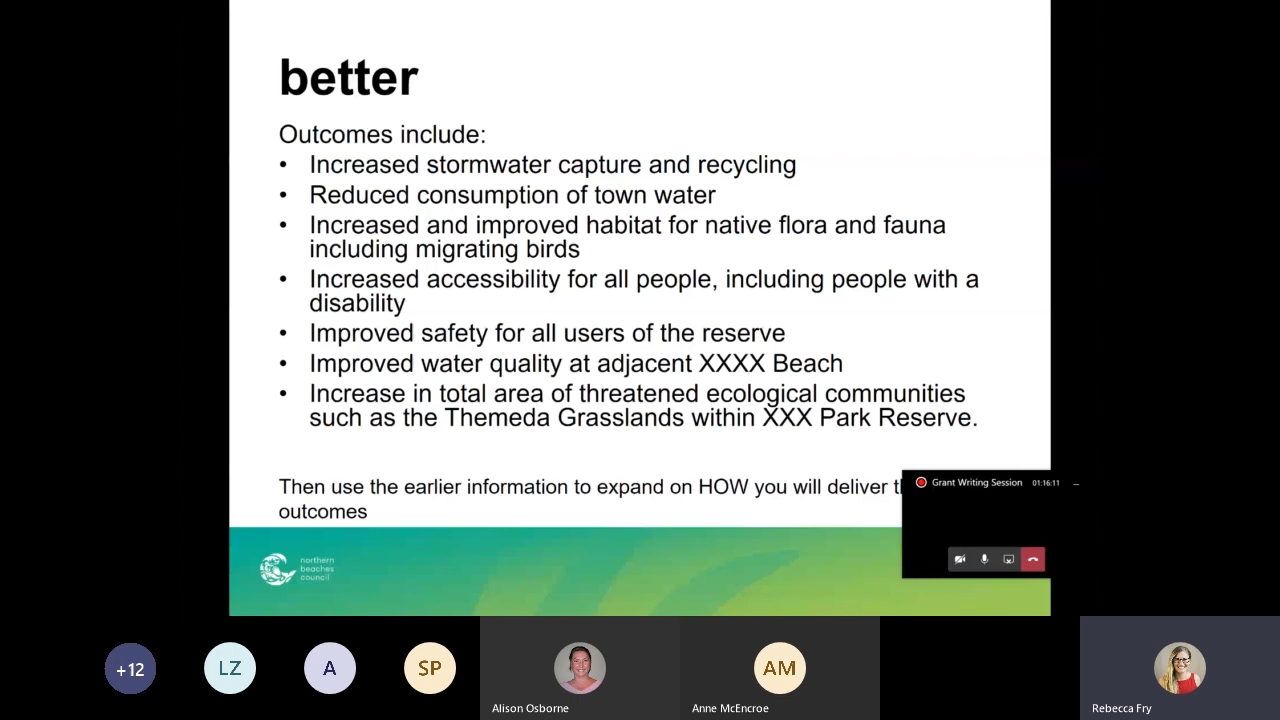 better
Outcomes include:
• Increased stormwater capture and recycling
• Reduced consumption of town water
• Increased and improved habitat for native flora and fauna
including migrating birds
• Increased accessibility for all people, including people with a
disability
• Improved safety for all users of the reserve
• Improved water quality at adjacent XXXX Beach
• Increase in total area of threatened ecological communities
such as the Themeda Grasslands within XXX Park Reserve.
Then use the earlier information to expand on HOW you will deliver
outcomes
Grant Writing Session 01:16:11
northern
beaches
council
+12
LZ
A
SP
AM
Alison Osborne
Anne McEncroe
Rebecca Fry